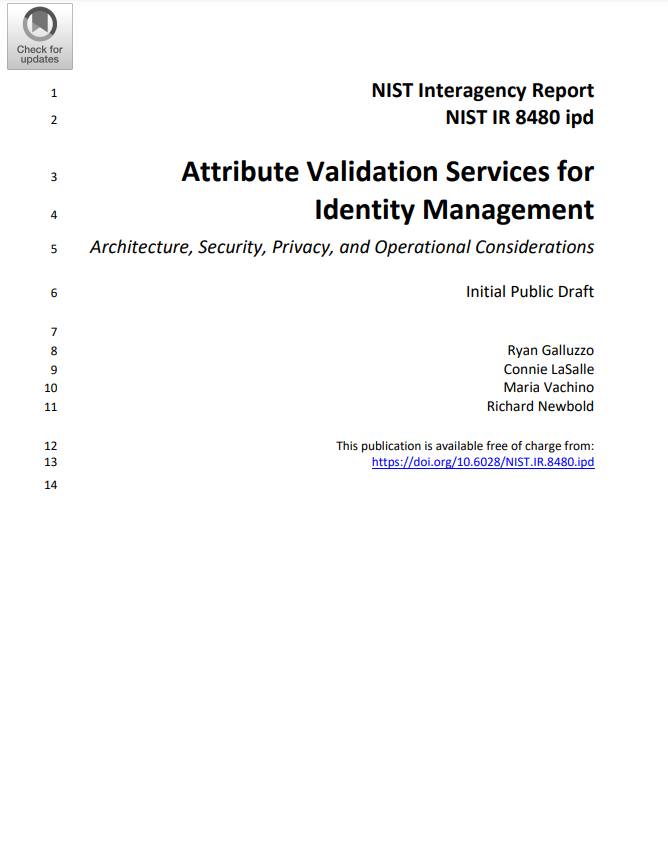 Check for
updates
1 NIST Interagency Report
2 NIST IR 8480 ipd
3 Attribute Validation Services for
4 Identity Management
5 Architecture, Security, Privacy, and Operational Considerations
6 Initial Public Draft
7
8 Ryan Galluzzo
9 Connie LaSalle
10 Maria Vachino
11 Richard Newbold
12 This publication is available free of charge from:
13 https://doi.org/10.6028/NIST.IR.8480.ipd
14